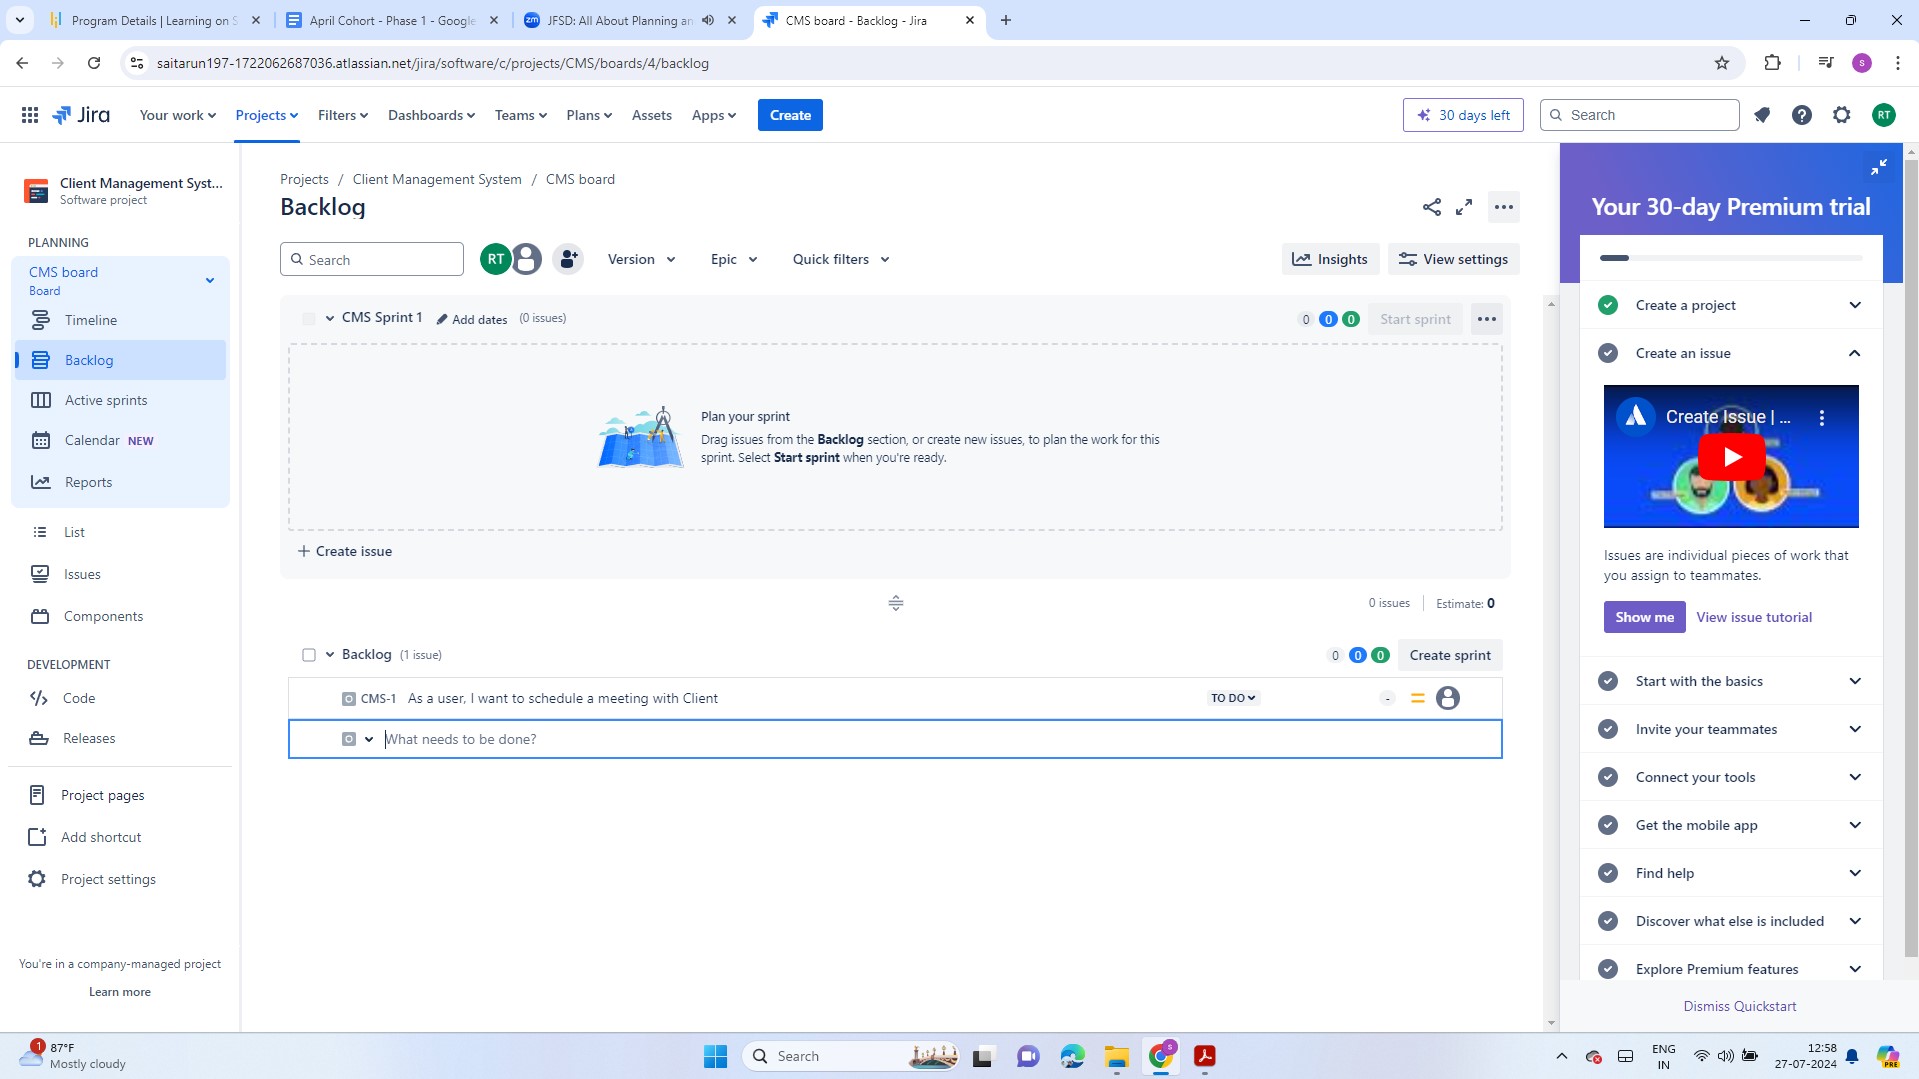 Program Details | Learning on S
April Cohort - Phase 1 - Google
zm
JFSD: All About Planning an
CMS board - Backlog - Jira
saitarun197-1722062687036.atlassian.net/jira/software/c/projects/CMS/boards/4/backlog
S
Jira
Your work
Projects
Filters
Dashboards
Teams
Plans
Assets
Apps
Create
30 days left
Search
RT
Client Management Syst...
Software project
PLANNING
CMS board
Board
Timeline
Backlog
Active sprints
Calendar NEW
Reports
List
Issues
Components
DEVELOPMENT
Code
Releases
Project pages
Add shortcut
Project settings
You're in a company-managed project
Learn more
Projects / Client Management System / CMS board
Backlog
Search
RT
Version
Epic
Quick filters
Insights
View settings
CMS Sprint 1
Add dates
(0 issues)
0 0 0
Start sprint
Plan your sprint
Drag issues from the Backlog section, or create new issues, to plan the work for this
sprint. Select Start sprint when you're ready.
+ Create issue
0 issues
Estimate: 0
Backlog (1 issue)
0 0 0
Create sprint
CMS-1 As a user, I want to schedule a meeting with Client
TO DO
-
What needs to be done?
Your 30-day Premium trial
Create a project
Create an issue
Create Issue | ...
Issues are individual pieces of work that
you assign to teammates.
Show me
View issue tutorial
Start with the basics
Invite your teammates
Connect your tools
Get the mobile app
Find help
Discover what else is included
Explore Premium features
Dismiss Quickstart
1
87°F
Mostly cloudy
Search
S
ENG
IN
12:58
27-07-2024
PRE